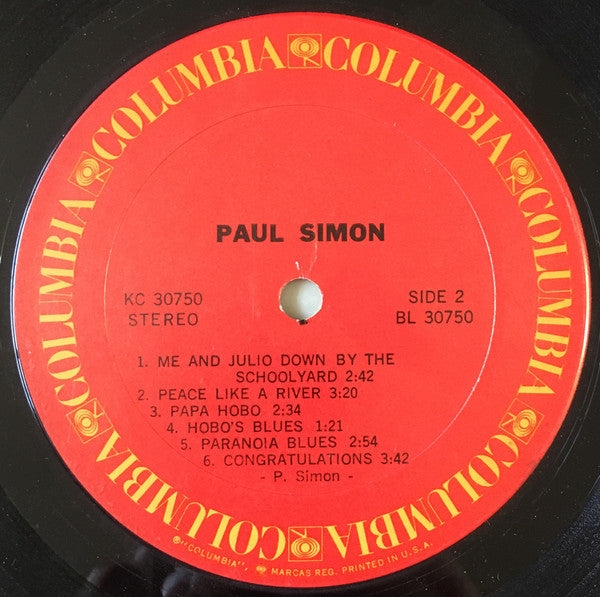 COLUMBIA COLUMBIA COLUMBIA COLUMBIA COLUMBIA COLUMBIA
PAUL SIMON
KC 30750
STEREO
SIDE 2
BL 30750
1. ME AND JULIO DOWN BY THE
SCHOOLYARD 2:42
2. PEACE LIKE A RIVER 3:20
3. PAPA HOBO 2:34
4. HOBO'S BLUES 1:21
5. PARANOIA BLUES 2:54
6. CONGRATULATIONS 3:42
- P. Simon -
®"COLUMBIA", MARCAS REG. PRINTED IN U.S.A.